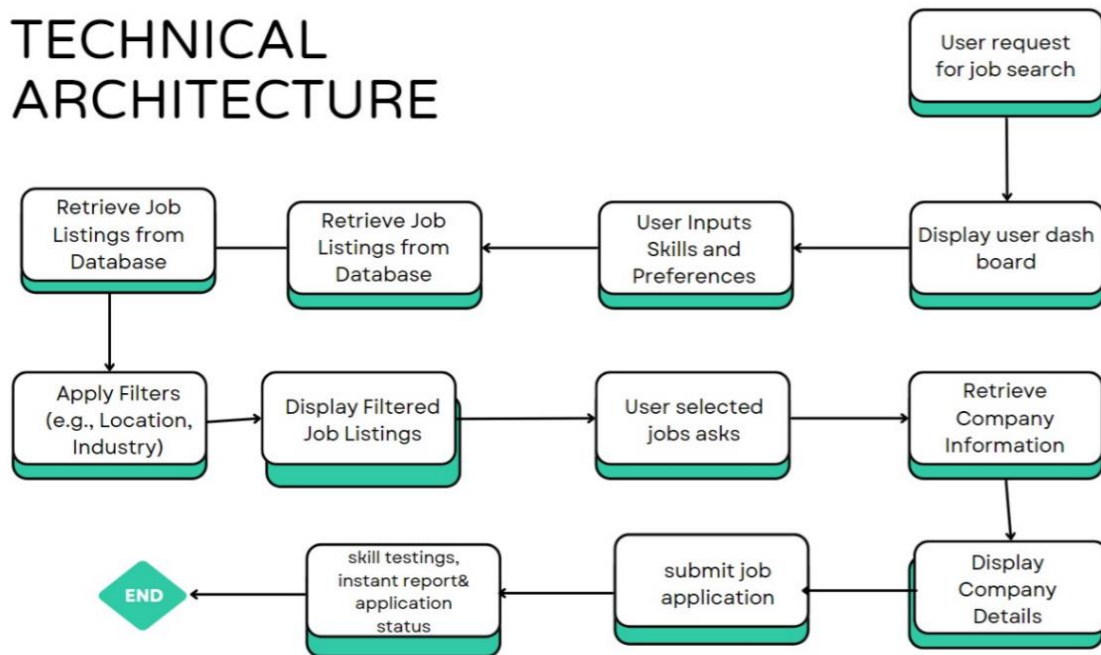 TECHNICAL
ARCHITECTURE
User request
for job search
Display user dash
board
User Inputs
Skills and
Preferences
Retrieve Job
Listings from
Database
Retrieve Job
Listings from
Database
Apply Filters
(e.g., Location,
Industry)
Display Filtered
Job Listings
User selected
jobs asks
Retrieve
Company
Information
Display
Company
Details
submit job
application
skill testings,
instant report&
application
status
END